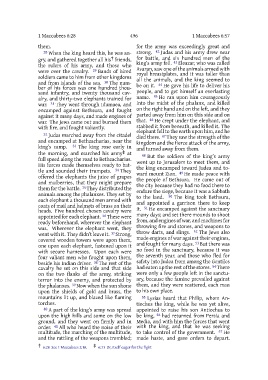 1 Maccabees 6:28
496
1 Maccabees 6:57
them.
28 When the king heard this, he was angry, and gathered together all his† friends, the rulers of his army, and those who were over the cavalry. 29 Bands of hired soldiers came to him from other kingdoms and from islands of the sea. 30 The number of his forces was one hundred thousand infantry, and twenty thousand cavalry, and thirty-two elephants trained for war. 31 They went through Idumaea, and encamped against Bethsura, and fought against it many days, and made engines of war. The Jews came out and burned them with fire, and fought valiantly.
32 Judas marched away from the citadel and encamped at Bethzacharias, near the king's camp. 33 The king rose early in the morning, and marched his army‡ at full speed along the road to Bethzacharias. His forces made themselves ready to battle and sounded their trumpets. 34 They offered the elephants the juice of grapes and mulberries, that they might prepare them for the battle. 35 They distributed the animals among the phalanxes. They set by each elephant a thousand men armed with coats of mail and helmets of brass on their heads. Five hundred chosen cavalry were appointed for each elephant. 36 These were ready beforehand, wherever the elephant was. Wherever the elephant went, they went with it. They didn't leave it. 37 Strong, covered wooden towers were upon them, one upon each elephant, fastened upon it with secure harnesses. Upon each were four valiant men who fought upon them, beside his Indian driver. 38 The rest of the cavalry he set on this side and that side on the two flanks of the army, striking terror into the enemy, and protected by the phalanxes. 39 Now when the sun shone upon the shields of gold and brass, the mountains lit up, and blazed like flaming torches.
40 A part of the king's army was spread upon the high hills and some on the low ground, and they went on firmly and in order. 41 All who heard the noise of their multitude, the marching of the multitude, and the rattling of the weapons trembled;
for the army was exceedingly great and strong. 42 Judas and his army drew near for battle, and six hundred men of the king's army fell. 43 Eleazar, who was called Avaran, saw one of the animals armed with royal breastplates, and it was taller than all the animals, and the king seemed to be on it. 44 He gave his life to deliver his people, and to get himself an everlasting name. 45 He ran upon him courageously into the midst of the phalanx, and killed on the right hand and on the left, and they parted away from him on this side and on that. 46 He crept under the elephant, and stabbed it from beneath, and killed it. The elephant fell to the earth upon him, and he died there. 47 They saw the strength of the kingdom and the fierce attack of the army, and turned away from them.
48 But the soldiers of the king's army went up to Jerusalem to meet them, and the king encamped toward Judea and toward mount Zion. 49 He made peace with the people of Bethsura. He came out of the city because they had no food there to endure the siege, because it was a Sabbath to the land. 50 The king took Bethsura, and appointed a garrison there to keep it. 51 He encamped against the sanctuary many days; and set there mounds to shoot from, and engines of war, and machines for throwing fire and stones, and weapons to throw darts, and slings. 52 The Jews also made engines of war against their engines, and fought for many days. 53 But there was no food in the sanctuary, because it was the seventh year, and those who fled for safety into Judea from among the Gentiles had eaten up the rest of the stores. 54 There were only a few people left in the sanctuary, because the famine prevailed against them, and they were scattered, each man to his own place.
55 Lysias heard that Philip, whom Antiochus the king, while he was yet alive, appointed to raise his son Antiochus to be king, 56 had returned from Persia and Media, and with him the forces that went with the king, and that he was seeking to take control of the government. 57 He made haste, and gave orders to depart.